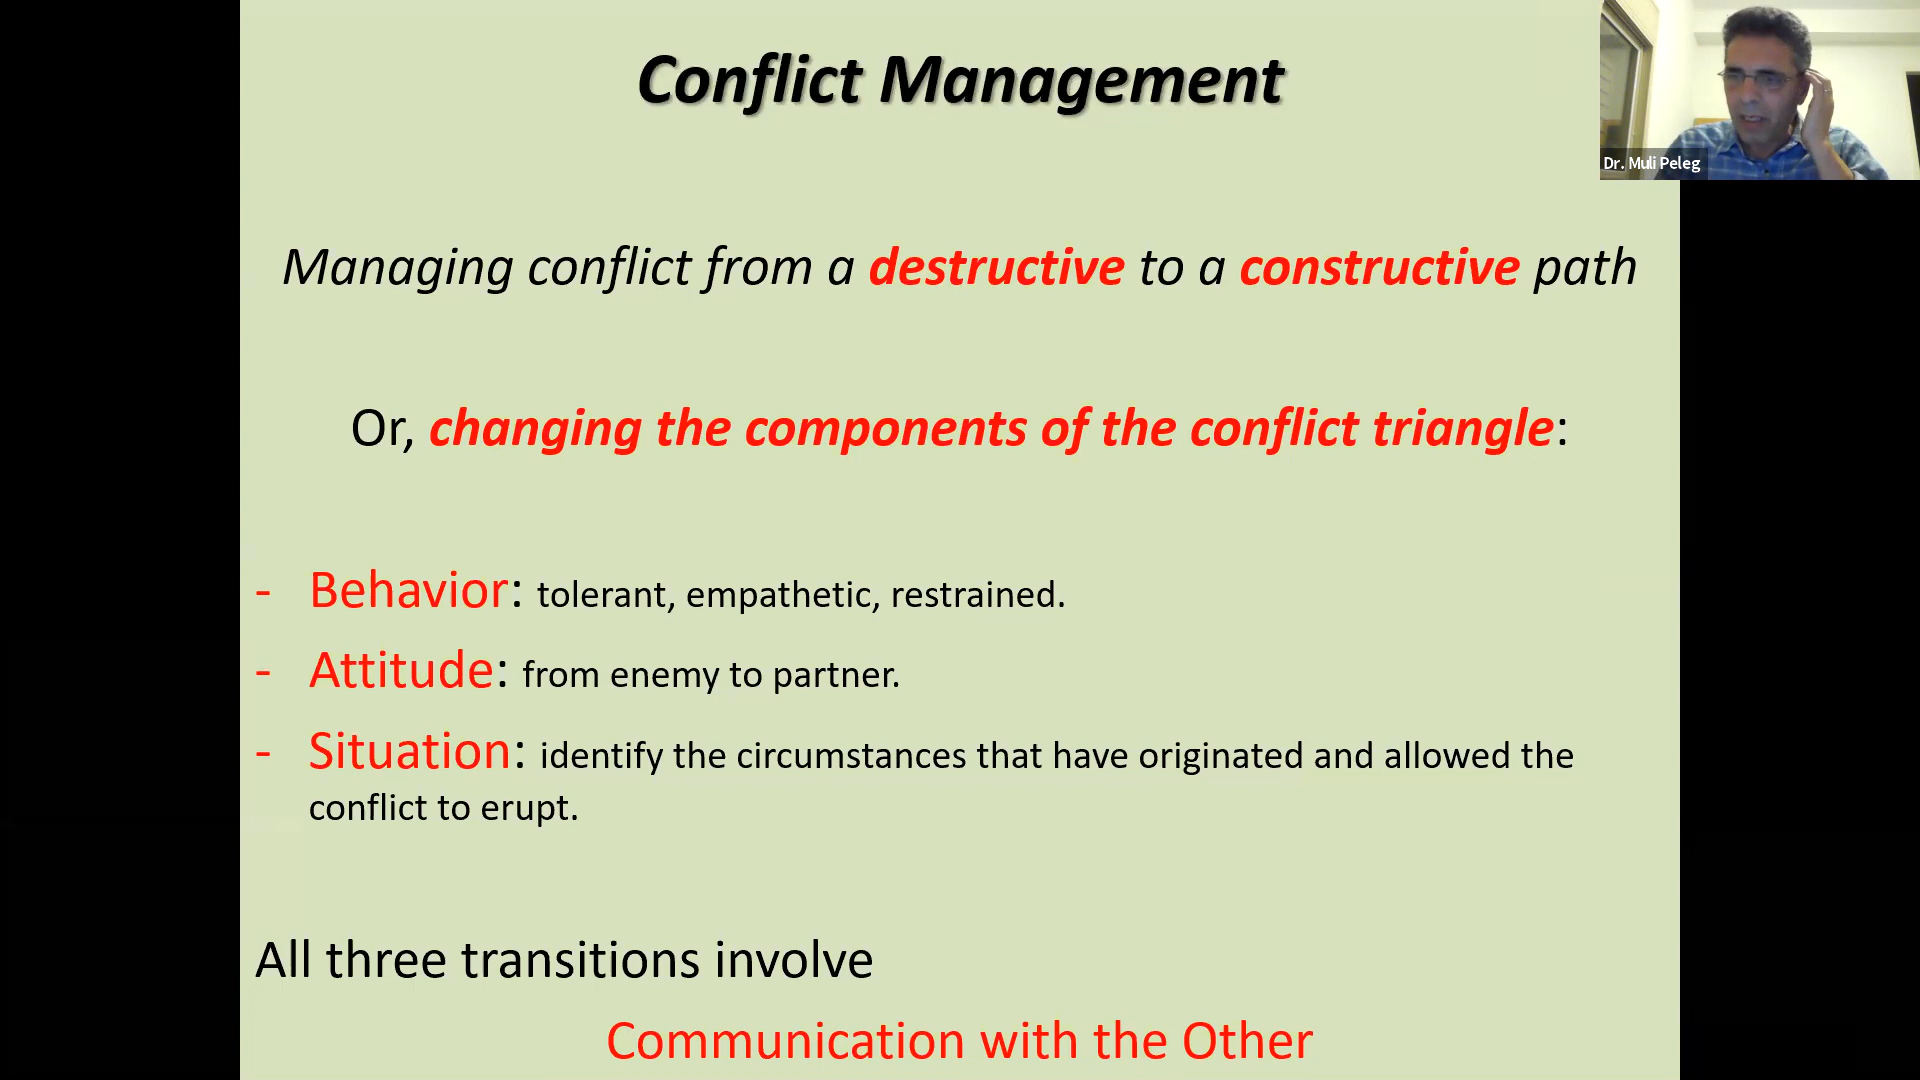 Conflict Management
Dr. Muli Peleg
Managing conflict from a destructive to a constructive path
Or, changing the components of the conflict triangle:
- Behavior: tolerant, empathetic, restrained.
- Attitude: from enemy to partner.
- Situation: identify the circumstances that have originated and allowed the
conflict to erupt.
All three transitions involve
Communication with the Other